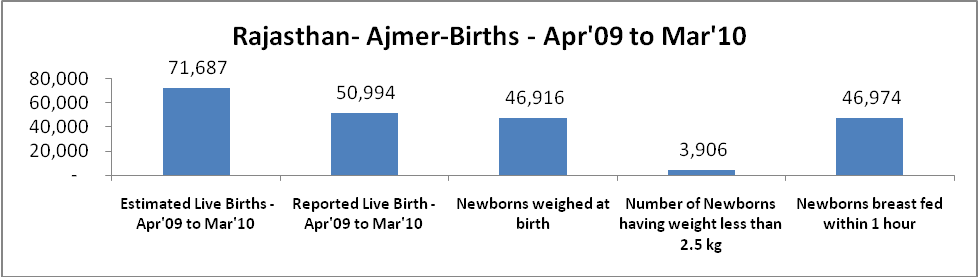 Rajasthan- Ajmer-Births - Apr'09 to Mar'10
80,000
60,000
40,000
20,000
-
71,687
50,994
46,916
3,906
46,974
Estimated Live Births -
Apr'09 to Mar'10
Reported Live Birth -
Apr'09 to Mar'10
Newborns weighed at
birth
Number of Newborns
having weight less than
2.5 kg
Newborns breast fed
within 1 hour